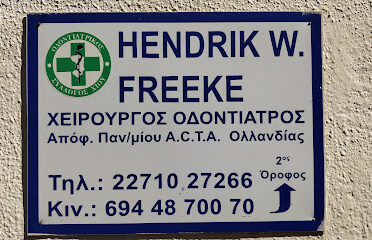 ΟΔΟΝΤΙΑΤΡΙΚΟΣ
ΣΥΛΛΟΓΟΣ ΧΙΟΥ
HENDRIK W.
FREEKE
ΧΕΙΡΟΥΡΓΟΣ ΟΔΟΝΤΙΑΤΡΟΣ
Απόφ. Παν/μίου A.C.T.A. Ολλανδίας
2ος
Όροφος
Τηλ.: 22710 27266
Κιν.: 694 48 700 70